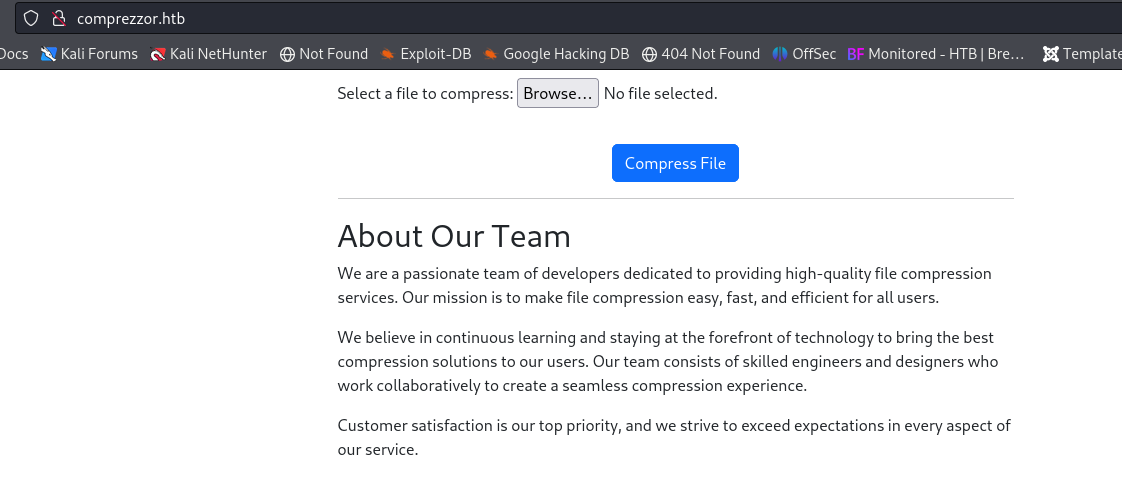 comprezzor.htb
Docs Kali Forums Kali NetHunter Not Found Exploit-DB Google Hacking DB 404 Not Found OffSec BF Monitored - HTB | Bre… Template
Select a file to compress: Browse… No file selected.
Compress File
About Our Team
We are a passionate team of developers dedicated to providing high-quality file compression
services. Our mission is to make file compression easy, fast, and efficient for all users.
We believe in continuous learning and staying at the forefront of technology to bring the best
compression solutions to our users. Our team consists of skilled engineers and designers who
work collaboratively to create a seamless compression experience.
Customer satisfaction is our top priority, and we strive to exceed expectations in every aspect of
our service.